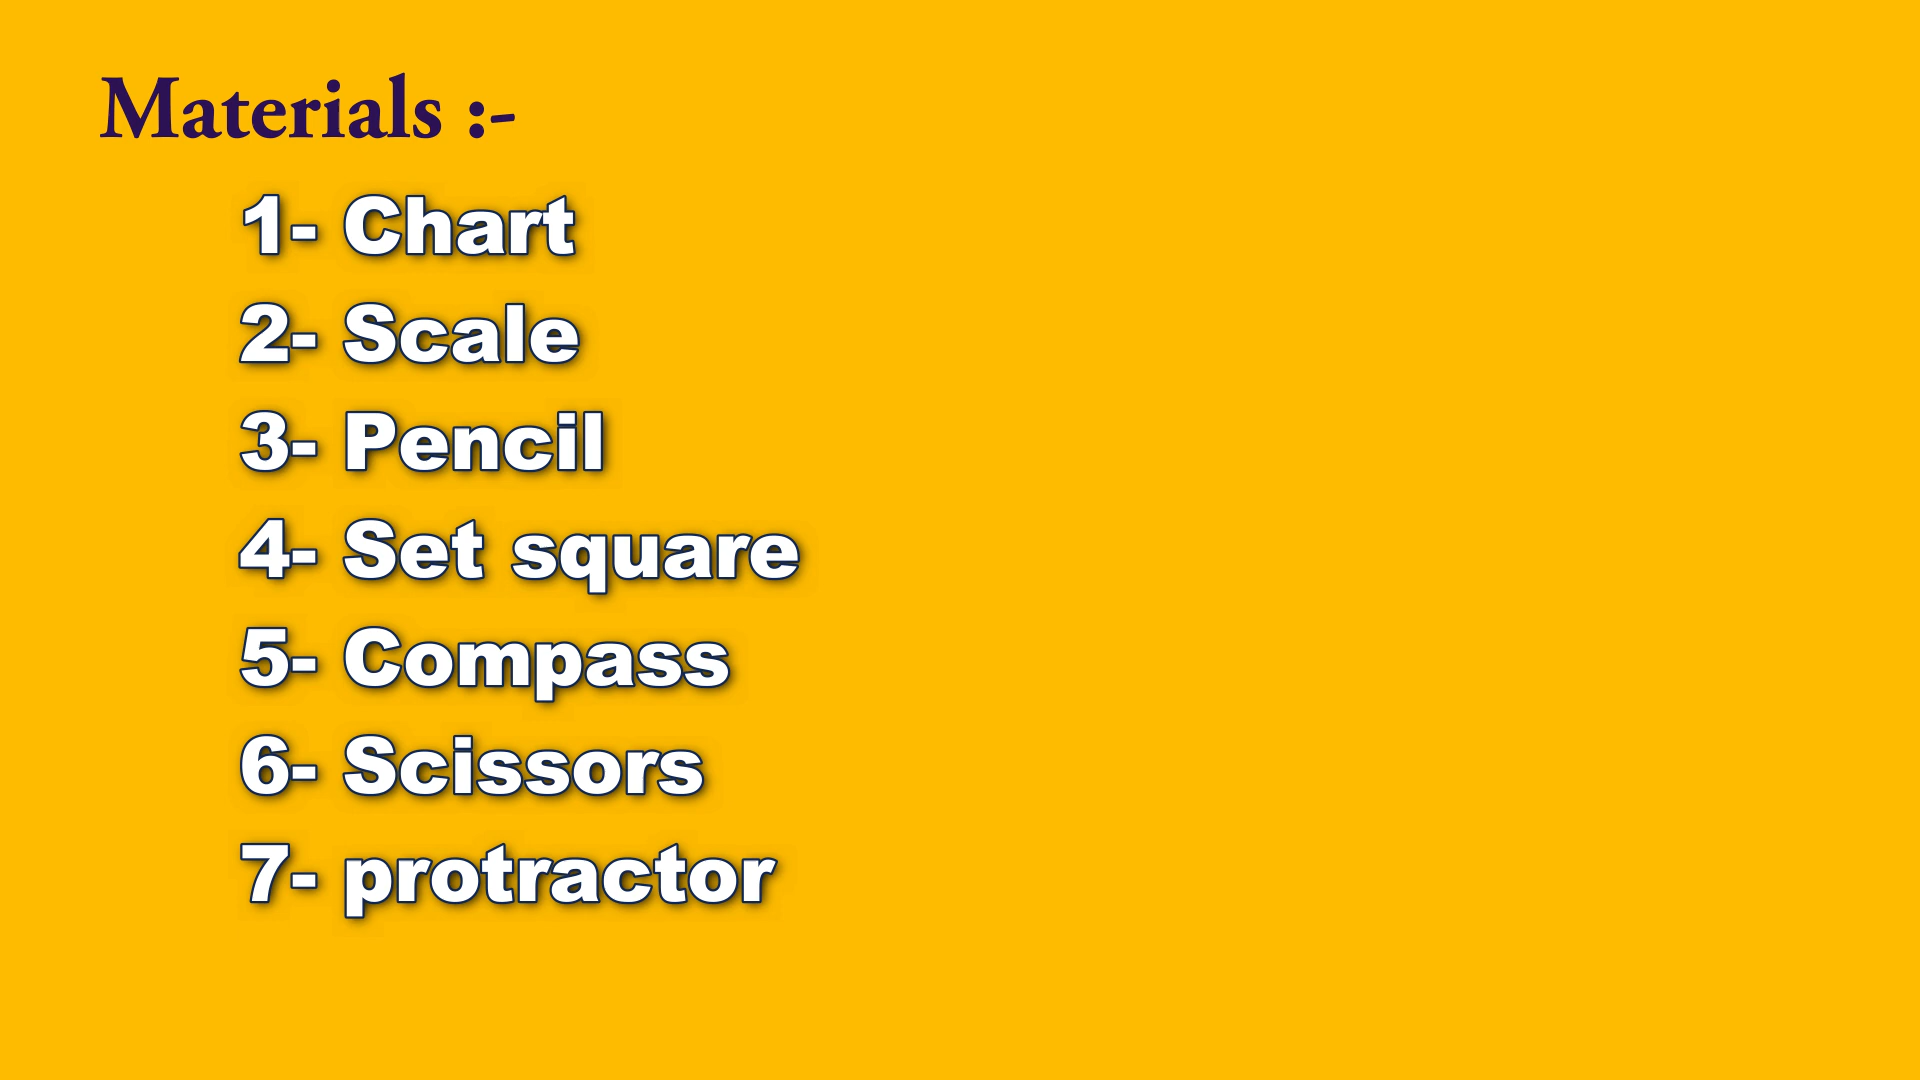 Materials :-
1- Chart
2- Scale
3- Pencil
4- Set square
5- Compass
6- Scissors
7- protractor